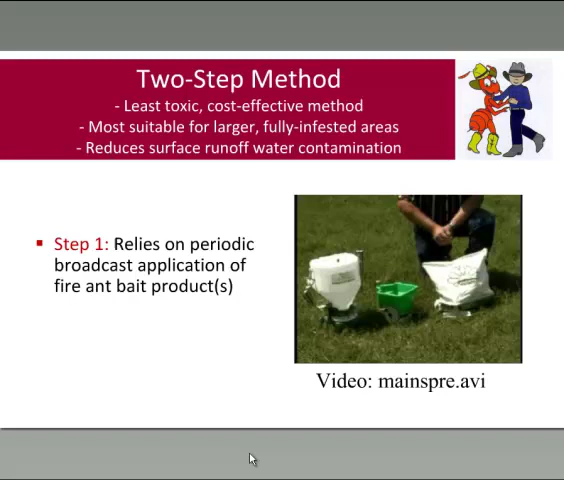 Two-Step Method
- Least toxic, cost-effective method
- Most suitable for larger, fully-infested areas
- Reduces surface runoff water contamination
▪ Step 1: Relies on periodic
broadcast application of
fire ant bait product(s)
Video: mainspre.avi